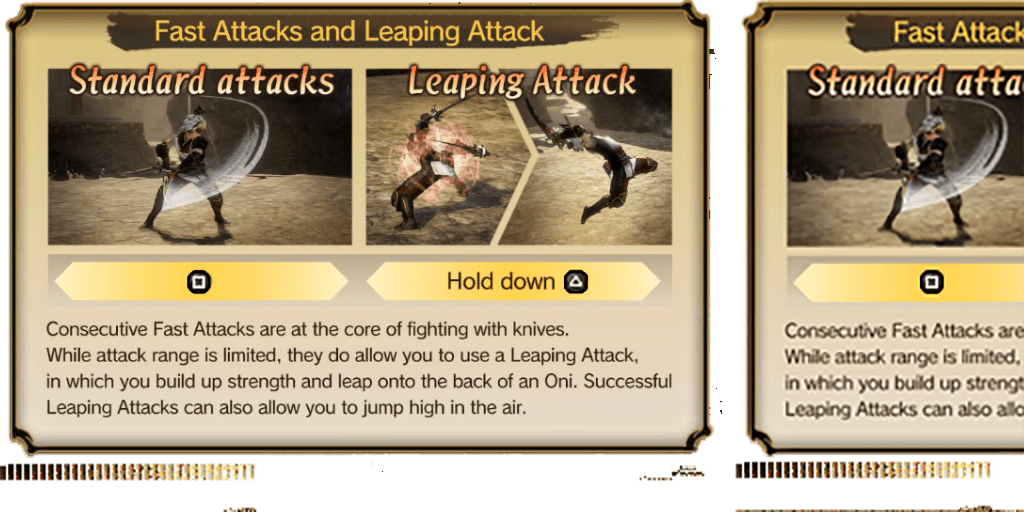 Fast Attacks and Leaping Attack
Standard attacks
Leaping Attack
Hold down
Consecutive Fast Attacks are at the core of fighting with knives.
While attack range is limited, they do allow you to use a Leaping Attack,
in which you build up strength and leap onto the back of an Oni. Successful
Leaping Attacks can also allow you to jump high in the air.
Fast Attack
Standard atta
Consecutive Fast Attacks are
While attack range is limited,
in which you build up strengt
Leaping Attacks can also allo